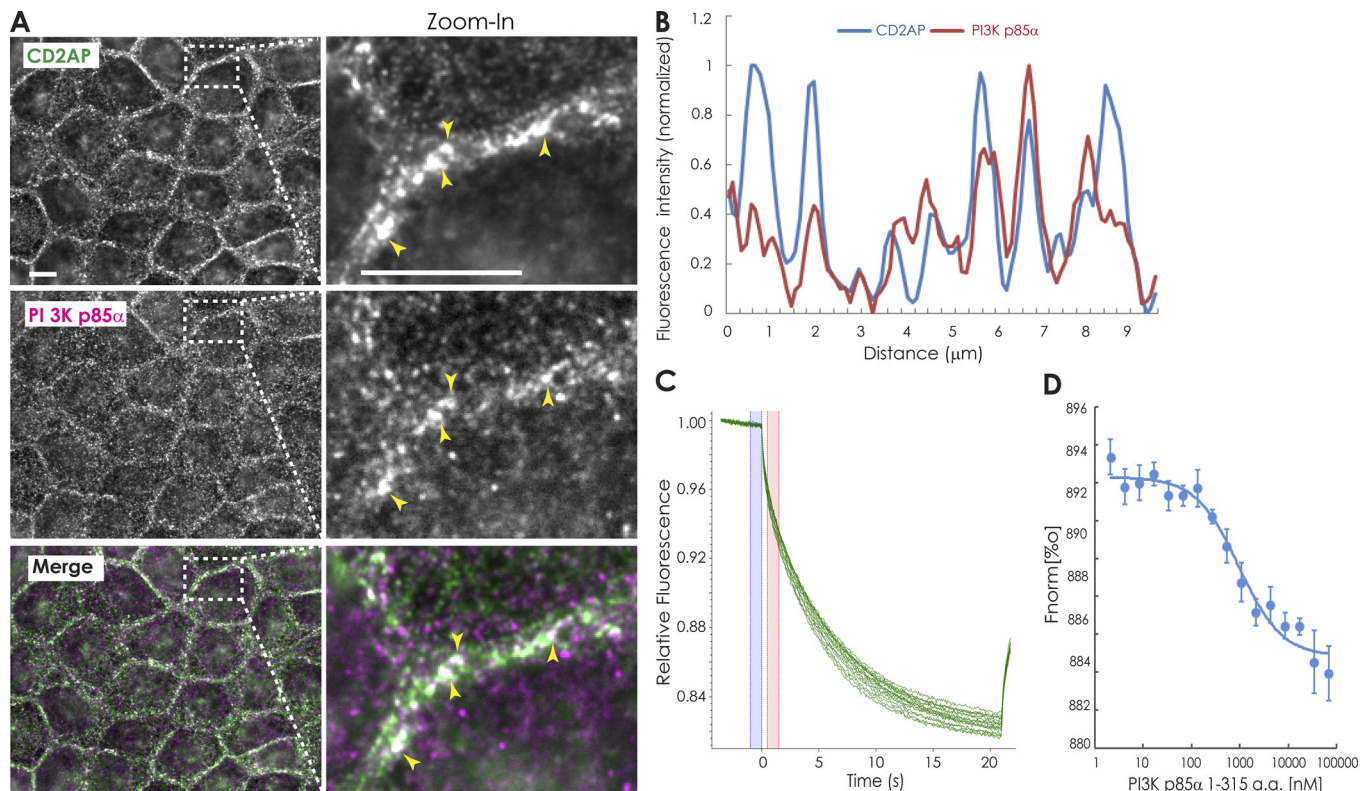 A
Zoom-In
CD2AP
PI 3K p85α
Merge
B
CD2AP PI3K p85α
Fluorescence intensity (normalized)
1.2
1
0.8
0.6
0.4
0.2
0
0 1 2 3 4 5 6 7 8 9
Distance (μm)
C
Relative Fluorescence
1.00
0.96
0.92
0.88
0.84
0 5 10 15 20
Time (s)
D
Fnorm[%o]
896
894
892
890
888
886
884
882
880
1 10 100 1000 10000 100000
PI3K p85α 1-315 a.a. [nM]